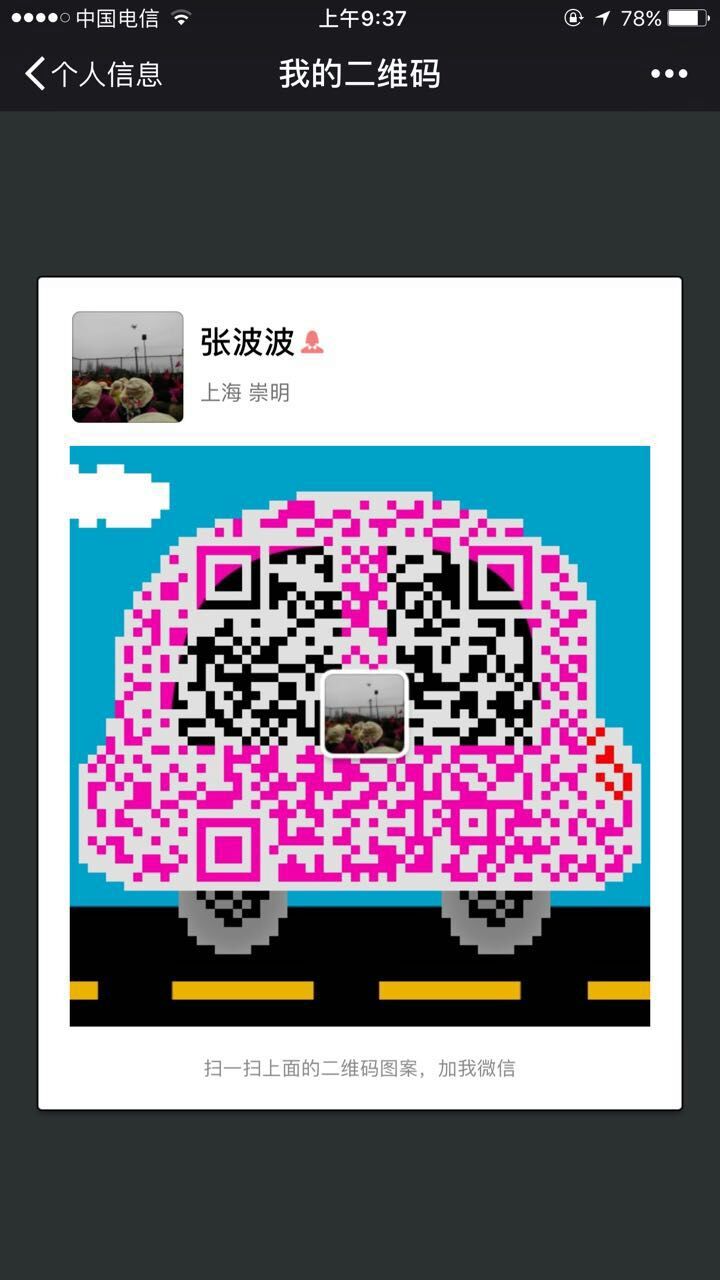 中国电信 上午9:37 78%
个人信息 我的二维码
张波波
上海 崇明
扫一扫上面的二维码图案，加我微信